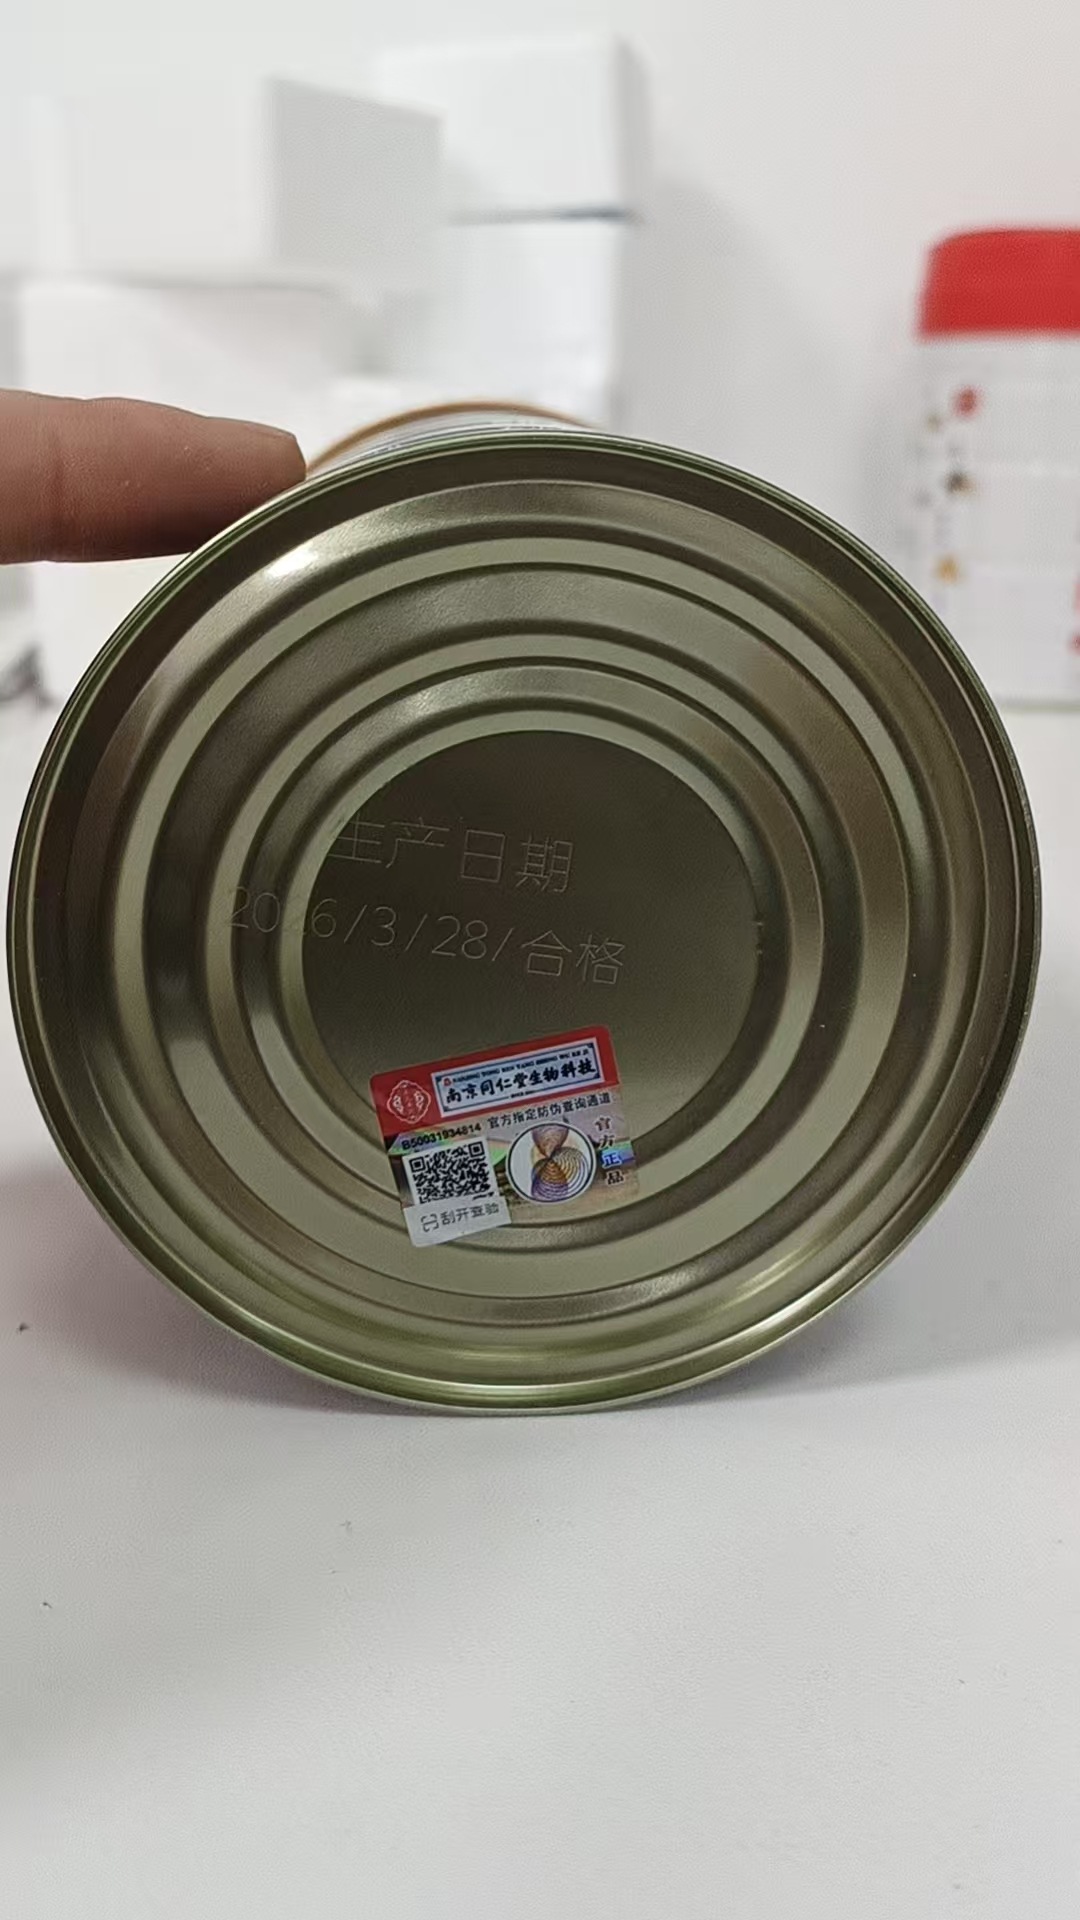 生产日期
2026/3/28/合格
南京同仁堂生物科技
官方指定防伪查询通道
B50031934814
官方正品
刮开查验